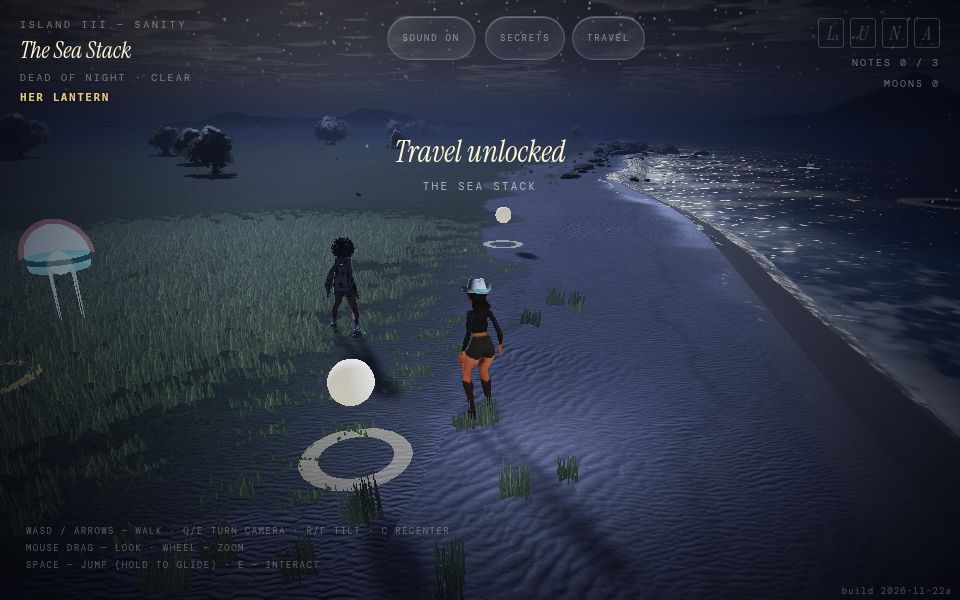 ISLAND III — SANITY
The Sea Stack
DEAD OF NIGHT · CLEAR
HER LANTERN
SOUND ON
SECRETS
TRAVEL
L U N A
NOTES 0 / 3
MOONS 0
Travel unlocked
THE SEA STACK
WASD / ARROWS — WALK · Q/E TURN CAMERA · R/F TILT · C RECENTER
MOUSE DRAG — LOOK · WHEEL — ZOOM
SPACE — JUMP (HOLD TO GLIDE) · E — INTERACT
build 2026-11-22a